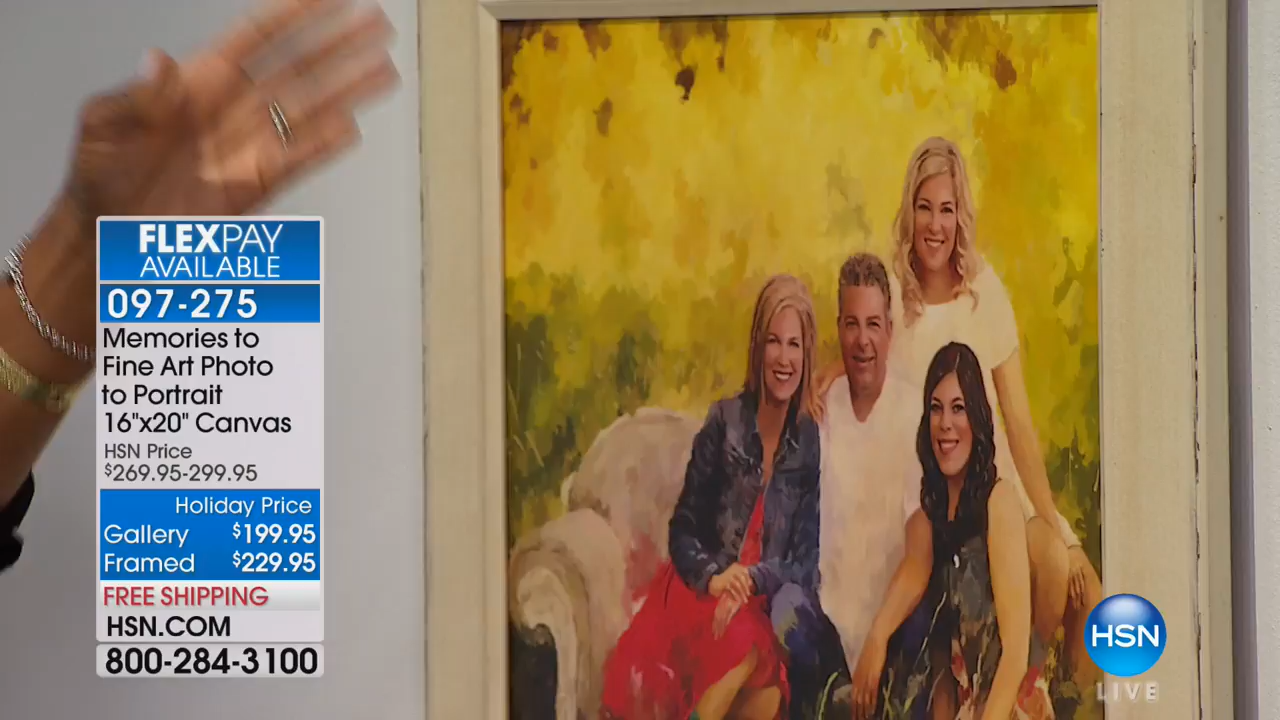 FLEXPAY
AVAILABLE
097-275
Memories to
Fine Art Photo
to Portrait
16"x20" Canvas
HSN Price
$269.95-299.95
Holiday Price
Gallery $199.95
Framed $229.95
FREE SHIPPING
HSN.COM
800-284-3100
HSN
LIVE